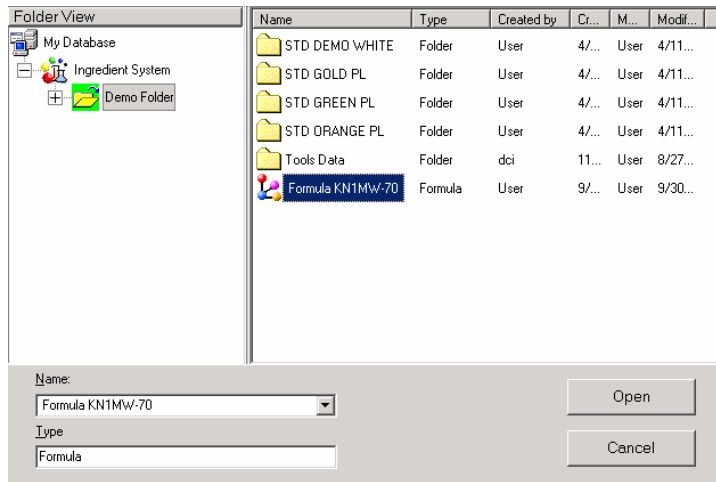 Folder View
My Database
Ingredient System
Demo Folder
Name Type Created by Cr... M... Modif...
STD DEMO WHITE Folder User 4/... User 4/11...
STD GOLD PL Folder User 4/... User 4/11...
STD GREEN PL Folder User 4/... User 4/11...
STD ORANGE PL Folder User 4/... User 4/11...
Tools Data Folder dci 11... User 8/27...
Formula KN1MW-70 Formula User 9/... User 9/30...
Name:
Formula KN1MW-70
Type
Formula
Open
Cancel